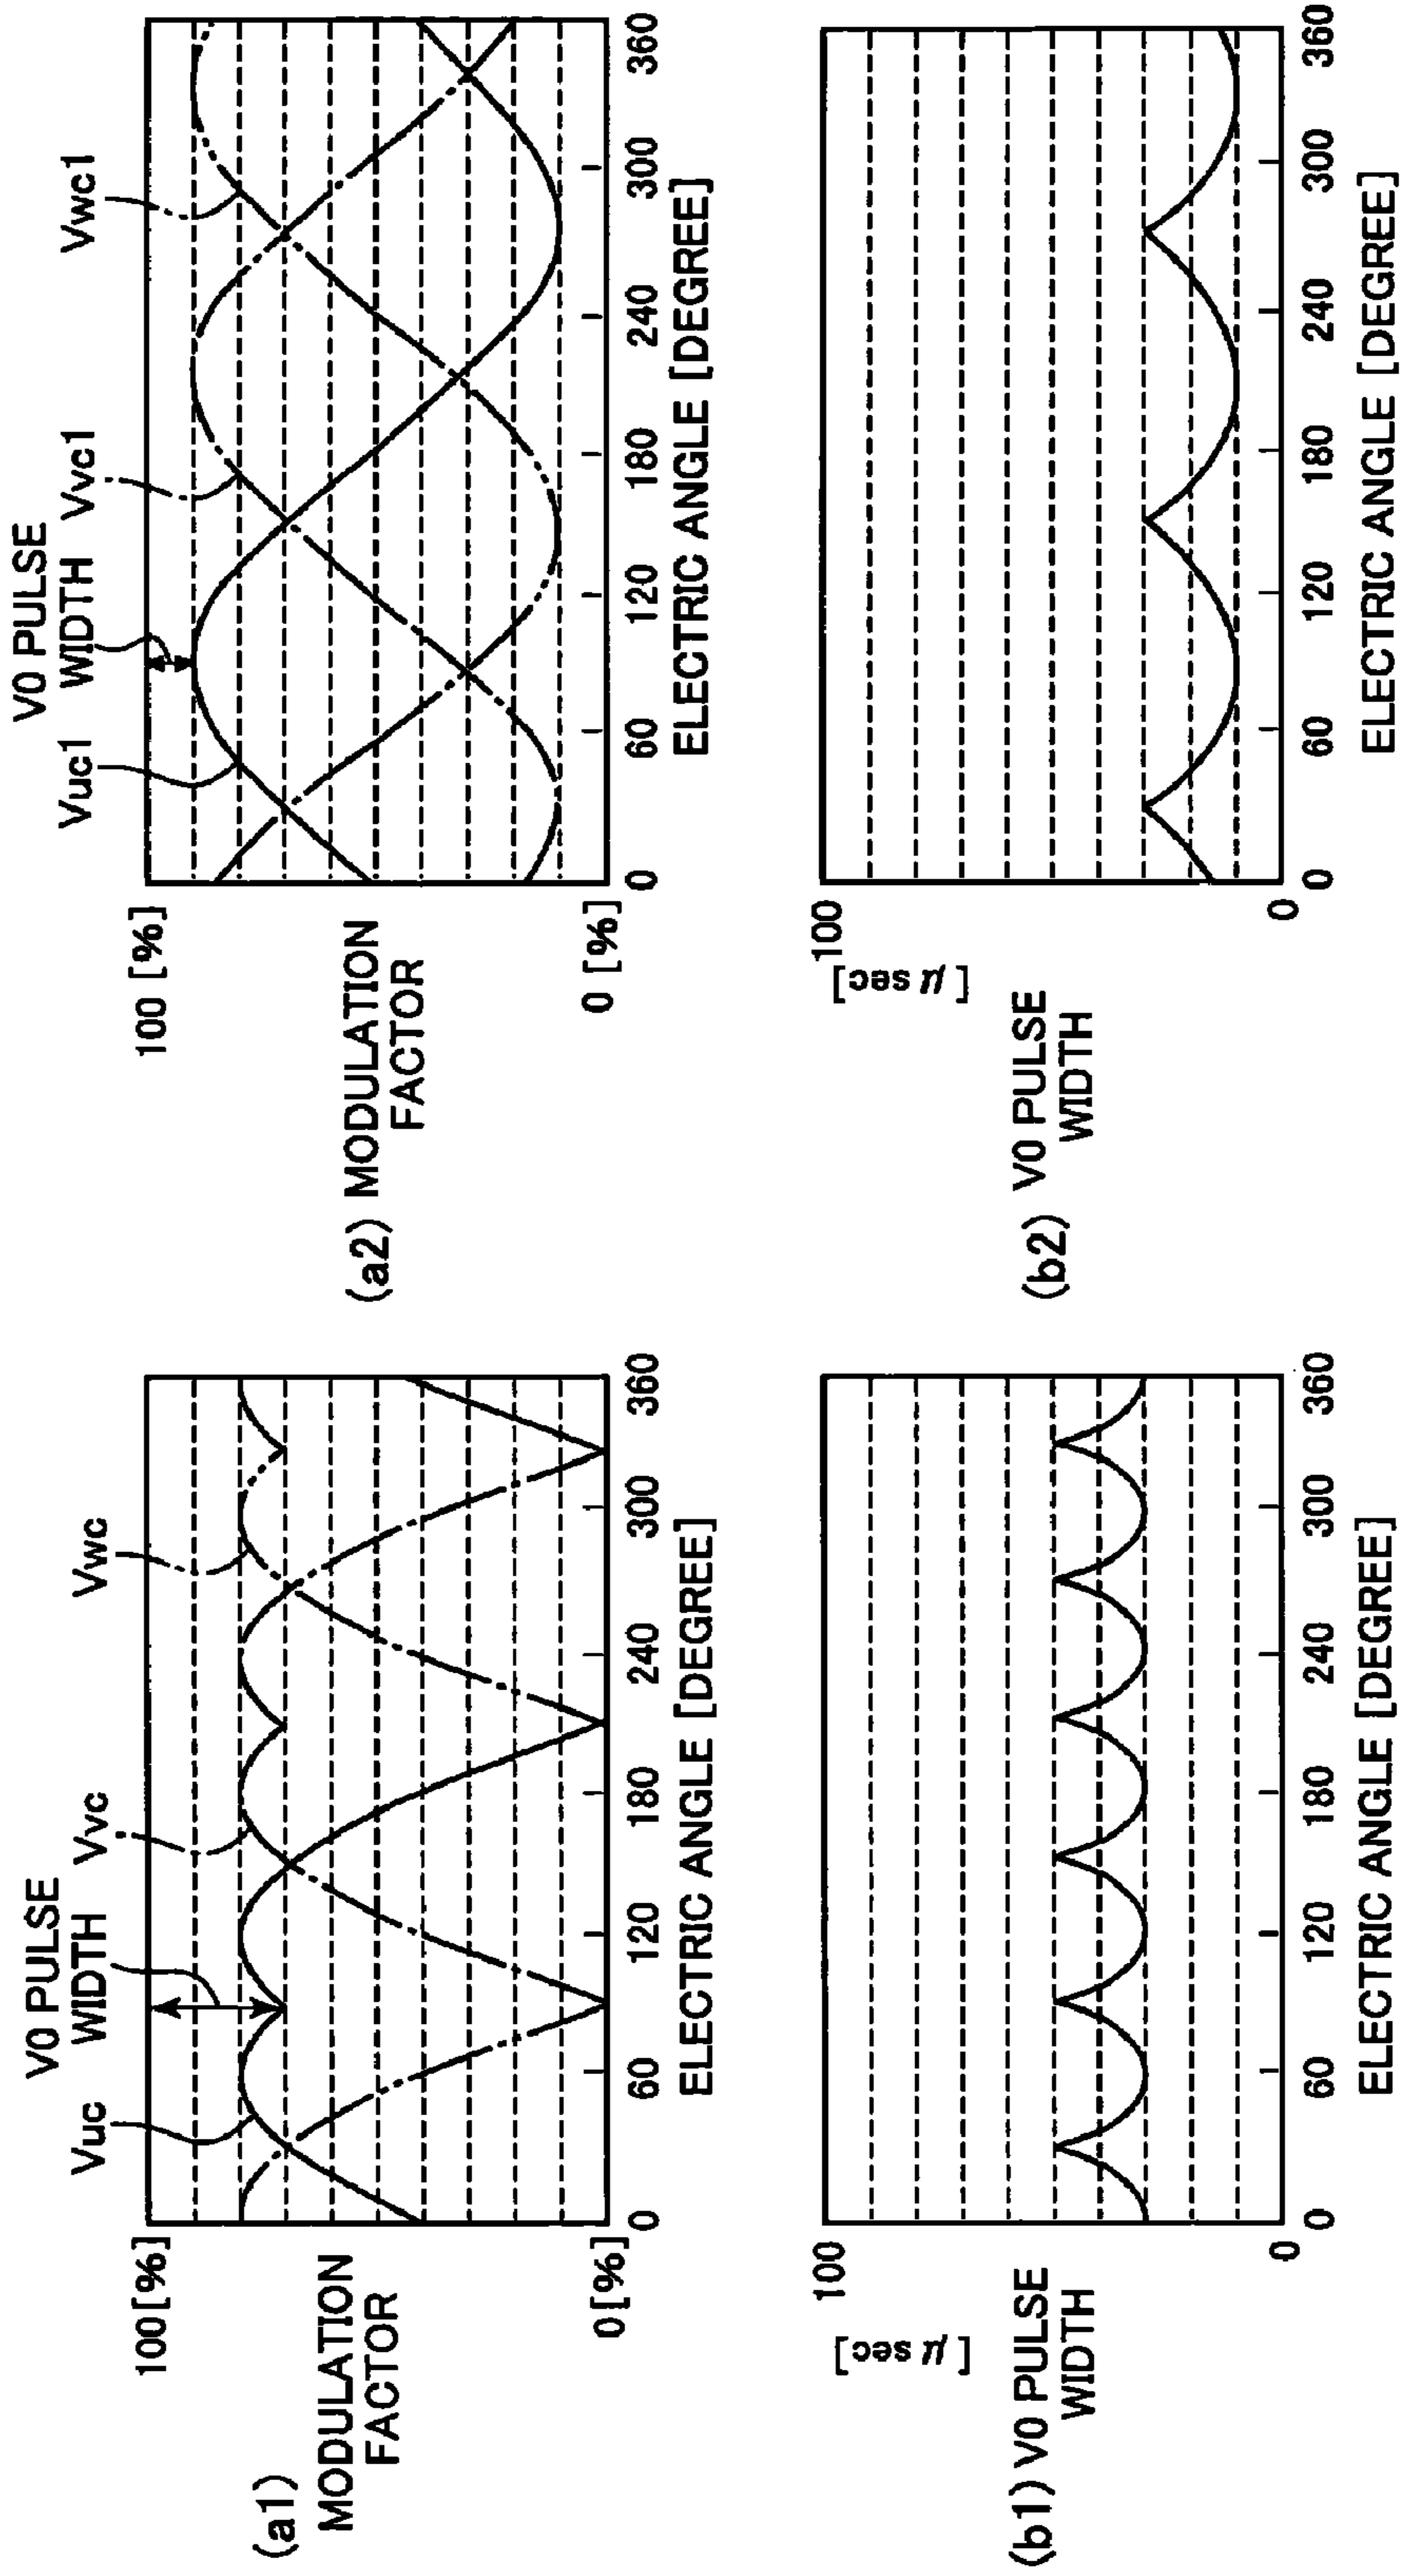 V0 PULSE
WIDTH
Vuc
Vvc
Vwc
100[%]
(a1)
MODULATION
FACTOR
0[%]
0 60 120 180 240 300 360
ELECTRIC ANGLE [DEGREE]
V0 PULSE
WIDTH
Vuc1
Vvc1
Vwc1
100 [%]
(a2) MODULATION
FACTOR
0 [%]
0 60 120 180 240 300 360
ELECTRIC ANGLE [DEGREE]
100
[μsec]
(b1) V0 PULSE
WIDTH
0
0 60 120 180 240 300 360
ELECTRIC ANGLE [DEGREE]
100
[μsec]
(b2) V0 PULSE
WIDTH
0
0 60 120 180 240 300 360
ELECTRIC ANGLE [DEGREE]